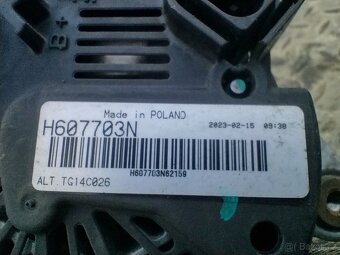 B+
Made in POLAND
H607703N 2023-02-15 09:38
H607703N62159
ALT. TG14C026